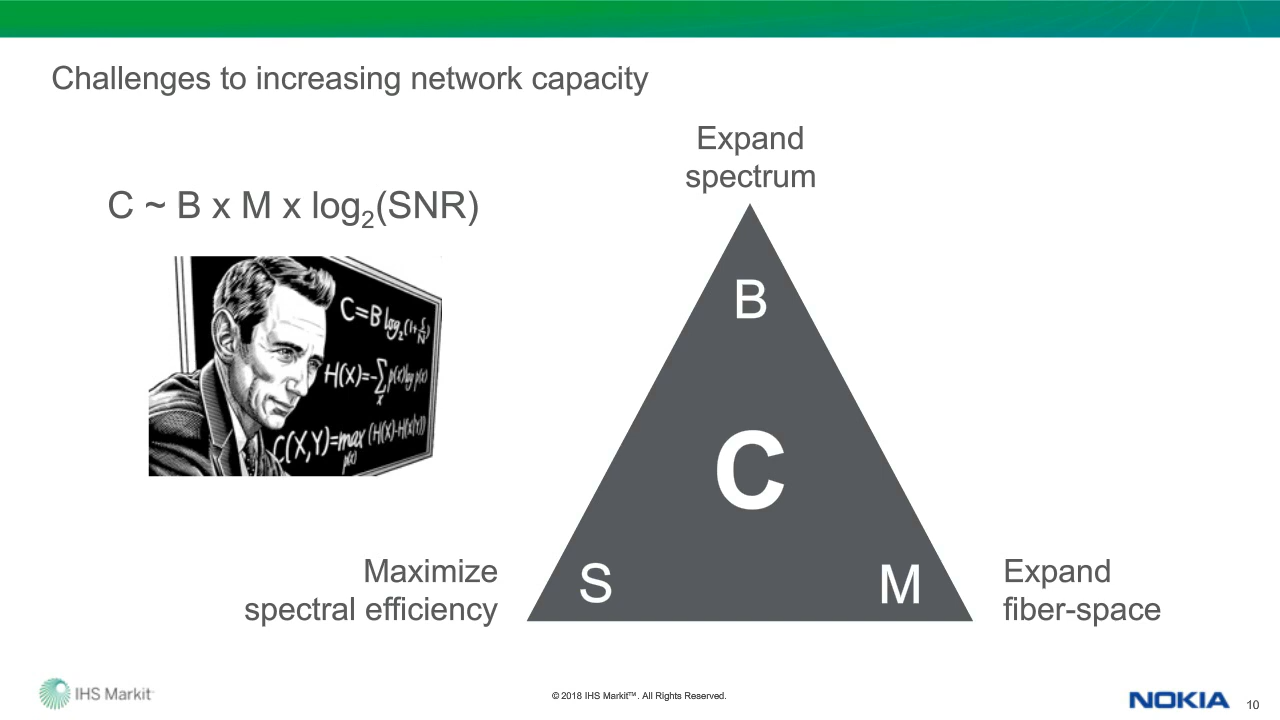 Challenges to increasing network capacity
Expand
spectrum
C ~ B x M x log₂(SNR)
C=B log₂(1+S/N)
H(X)=-∑ p(x)log p(x)
x
C(X,Y)=max (H(X)-H(X|Y))
p(x)
B
C
S
M
Maximize
spectral efficiency
Expand
fiber-space
IHS Markit™
© 2018 IHS Markit™. All Rights Reserved.
NOKIA
10